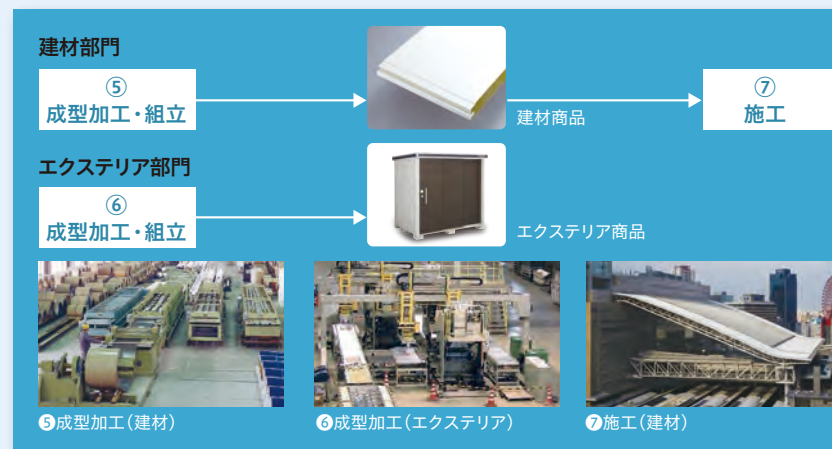 建材部門
⑤
成型加工・組立
建材商品
⑦
施工
エクステリア部門
⑥
成型加工・組立
エクステリア商品
❺成型加工（建材）
❻成型加工（エクステリア）
❼施工（建材）